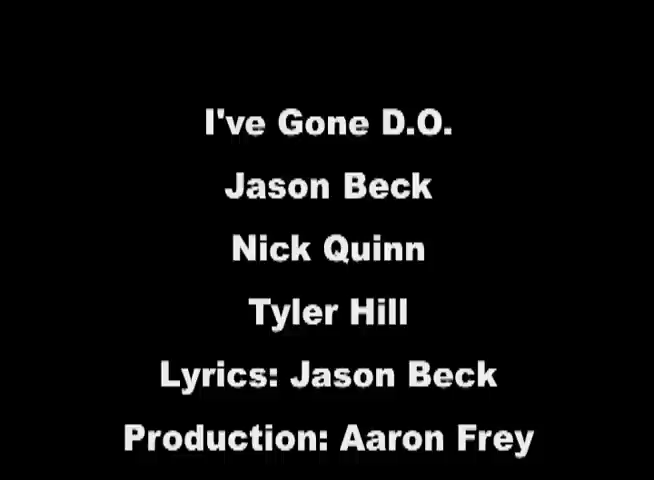 I've Gone D.O.
Jason Beck
Nick Quinn
Tyler Hill
Lyrics: Jason Beck
Production: Aaron Frey